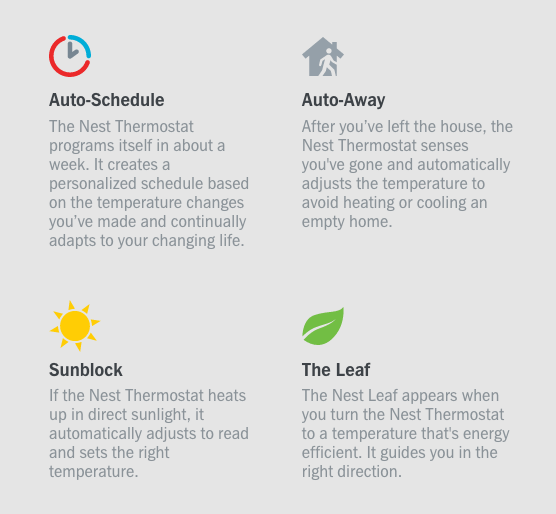 Auto-Schedule
The Nest Thermostat
programs itself in about a
week. It creates a
personalized schedule based
on the temperature changes
you’ve made and continually
adapts to your changing life.
Auto-Away
After you’ve left the house, the
Nest Thermostat senses
you've gone and automatically
adjusts the temperature to
avoid heating or cooling an
empty home.
Sunblock
If the Nest Thermostat heats
up in direct sunlight, it
automatically adjusts to read
and sets the right
temperature.
The Leaf
The Nest Leaf appears when
you turn the Nest Thermostat
to a temperature that's energy
efficient. It guides you in the
right direction.